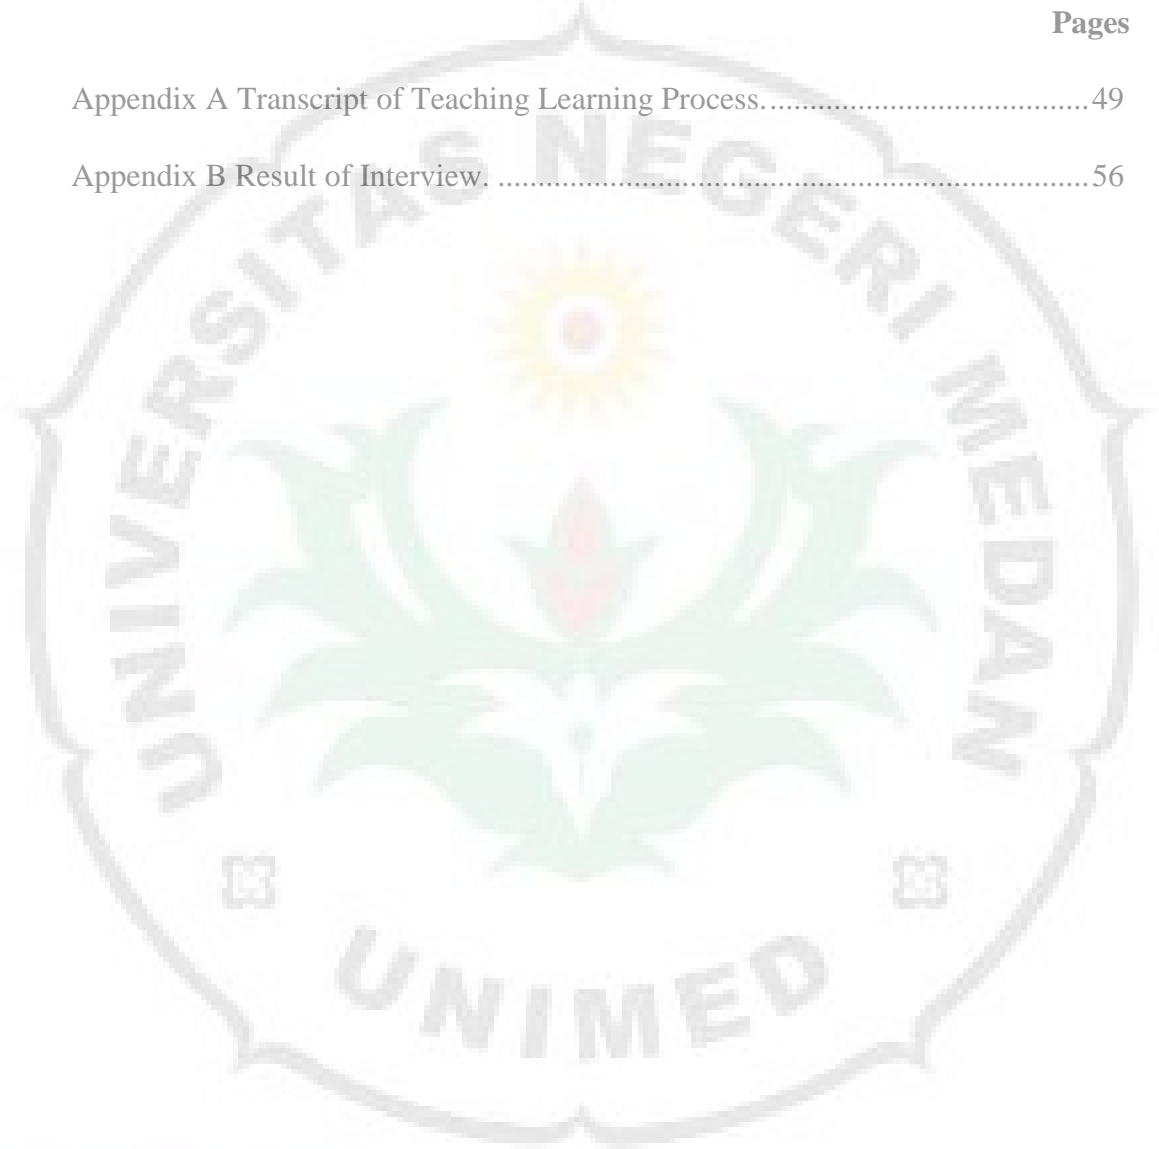 Pages
Appendix A Transcript of Teaching Learning Process....................................... 49
Appendix B Result of Interview. ........................................................................... 56
UNIVERSITAS NEGERI MEDAN
UNIMED